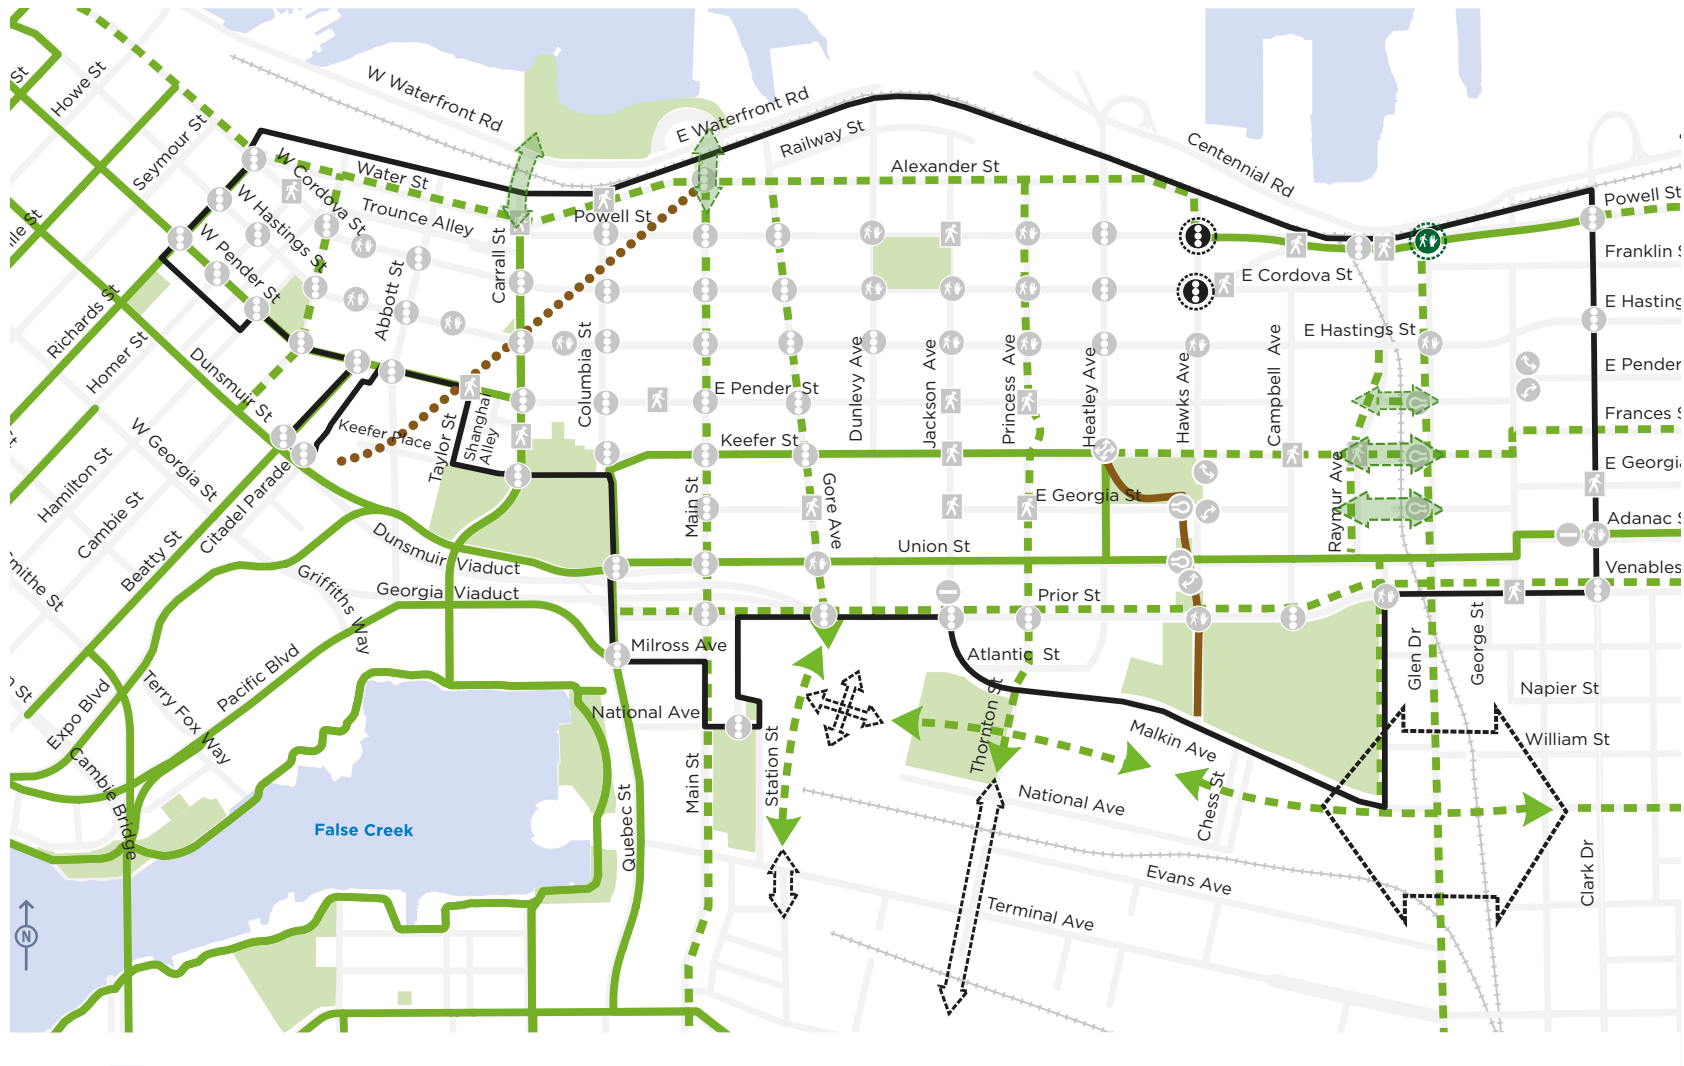 St
Howe St
Seymour St
W Waterfront Rd
E Waterfront Rd
Railway St
Centennial Rd
Alexander St
Water St
W Cordova St
Trounce Alley
Powell St
Powell St
W Hastings St
W Pender St
Carrall St
Abbott St
Columbia St
Franklin S
E Cordova St
E Hasting
E Hastings St
E Pender
Richards St
Homer St
Dunsmuir St
E Pender St
Dunlevy Ave
Jackson Ave
Princess Ave
Heatley Ave
Hawks Ave
Campbell Ave
Frances S
W Georgia St
Keefer Place
Taylor St
Shanghai
Alley
Keefer St
E Georgia
Hamilton St
Cambie St
Citadel Parade
Beatty St
Main St
Gore Ave
E Georgia St
Raymur Ave
Adanac S
Dunsmuir Viaduct
Union St
Venables
mithe St
Griffiths Way
Georgia Viaduct
Prior St
Milross Ave
Atlantic St
Glen Dr
George St
Pacific Blvd
Expo Blvd
Terry Fox Way
National Ave
Thornton St
Napier St
William St
Malkin Ave
Cambie Bridge
Main St
Station St
National Ave
Chess St
False Creek
Quebec St
Evans Ave
Clark Dr
Terminal Ave
N